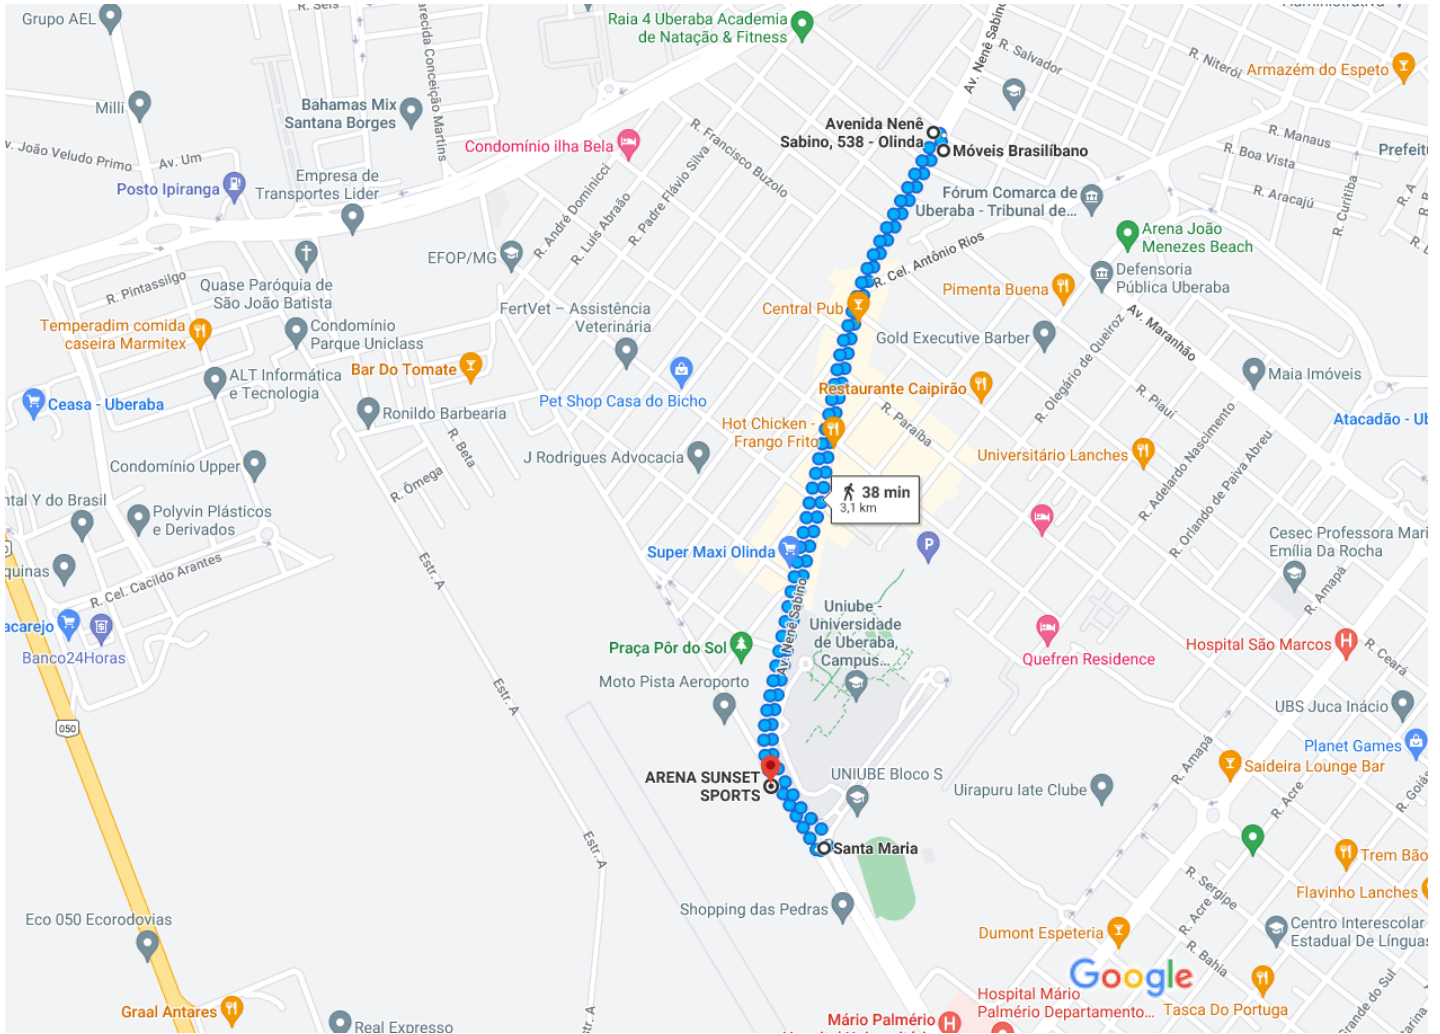 Grupo AEL
Raia 4 Uberaba Academia
de Natação & Fitness
Av. Nenê Sabino
R. Salvador
R. Niterói
Armazém do Espeto
Milli
Bahamas Mix
Santana Borges
Aparecida Conceição Martins
Condomínio ilha Bela
R. Francisco Buzolo
Avenida Nenê
Sabino, 538 - Olinda
Móveis Brasilíbano
R. Manaus
R. Boa Vista
R. Aracajú
R. Curitiba
v. João Veludo Primo
Av. Um
Posto Ipiranga
Empresa de
Transportes Lider
R. André Dominicci
R. Luís Abraão
R. Padre Flávio Silva
Fórum Comarca de
Uberaba - Tribunal de...
Arena João
Menezes Beach
EFOP/MG
R. Cel. Antônio Rios
Defensoria
Pública Uberaba
R. Pintassilgo
Quase Paróquia de
São João Batista
Pimenta Buena
Central Pub
FertVet – Assistência
Veterinária
Gold Executive Barber
Av. Maranhão
Temperadim comida
caseira Marmitex
Condomínio
Parque Uniclass
Bar Do Tomate
ALT Informática
e Tecnologia
Restaurante Caipirão
R. Olegário de Queiroz
Maia Imóveis
Ceasa - Uberaba
Pet Shop Casa do Bicho
Ronildo Barbearia
Hot Chicken -
Frango Frito
R. Paraíba
R. Piauí
Atacadão - Ub
R. Beta
J Rodrigues Advocacia
Universitário Lanches
R. Adelardo Nascimento
R. Orlando de Paiva Abreu
Condomínio Upper
R. Ômega
38 min
3,1 km
ntal Y do Brasil
Polyvin Plásticos
e Derivados
Super Maxi Olinda
P
Cesec Professora Mari
Emília Da Rocha
quinas
R. Cel. Cacildo Arantes
Estr. A
Av. Nenê Sabino
Uniube -
Universidade
de Uberaba,
Campus...
R. Amapá
acarejo
Banco24Horas
Praça Pôr do Sol
Quefren Residence
Hospital São Marcos
R. Ceará
Moto Pista Aeroporto
Estr. A
UBS Juca Inácio
050
Planet Games
R. Amapá
Saideira Lounge Bar
ARENA SUNSET
SPORTS
UNIUBE Bloco S
Uirapuru Iate Clube
R. Acre
R. Goiás
Estr. A
Santa Maria
Trem Bão
R. Sergipe
Flavinho Lanches
Shopping das Pedras
R. Acre
Eco 050 Ecorodovias
Dumont Espeteria
Centro Interescolar
Estadual De Línguas
R. Bahia
Google
Graal Antares
Hospital Mário
Palmério Departamento...
Tasca Do Portuga
Estr. A
Real Expresso
Mário Palmério